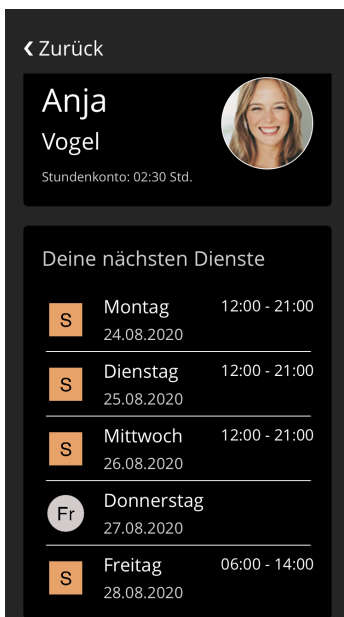 Zurück
Anja
Vogel
Stundenkonto: 02:30 Std.
Deine nächsten Dienste
S Montag 12:00 - 21:00
24.08.2020
S Dienstag 12:00 - 21:00
25.08.2020
S Mittwoch 12:00 - 21:00
26.08.2020
Fr Donnerstag
27.08.2020
S Freitag 06:00 - 14:00
28.08.2020